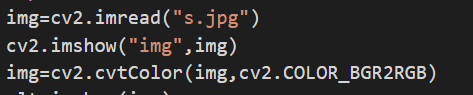 img=cv2.imread("s.jpg")
cv2.imshow("img",img)
img=cv2.cvtColor(img,cv2.COLOR_BGR2RGB)